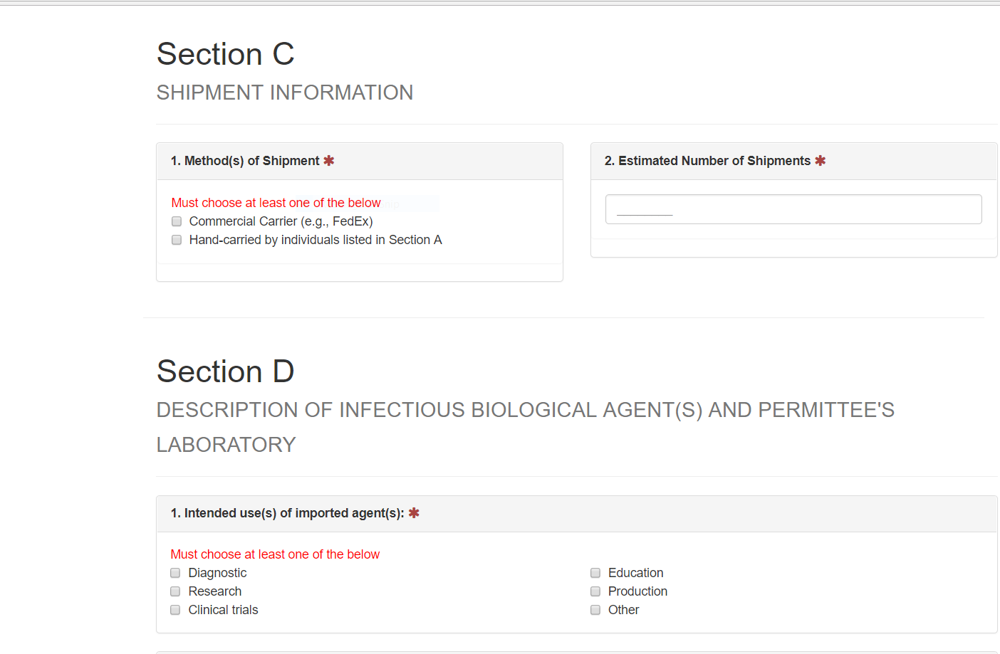 Section C
SHIPMENT INFORMATION
1. Method(s) of Shipment ✱
2. Estimated Number of Shipments ✱
Must choose at least one of the below
Commercial Carrier (e.g., FedEx)
Hand-carried by individuals listed in Section A
_________
Section D
DESCRIPTION OF INFECTIOUS BIOLOGICAL AGENT(S) AND PERMITTEE'S
LABORATORY
1. Intended use(s) of imported agent(s): ✱
Must choose at least one of the below
Diagnostic
Research
Clinical trials
Education
Production
Other